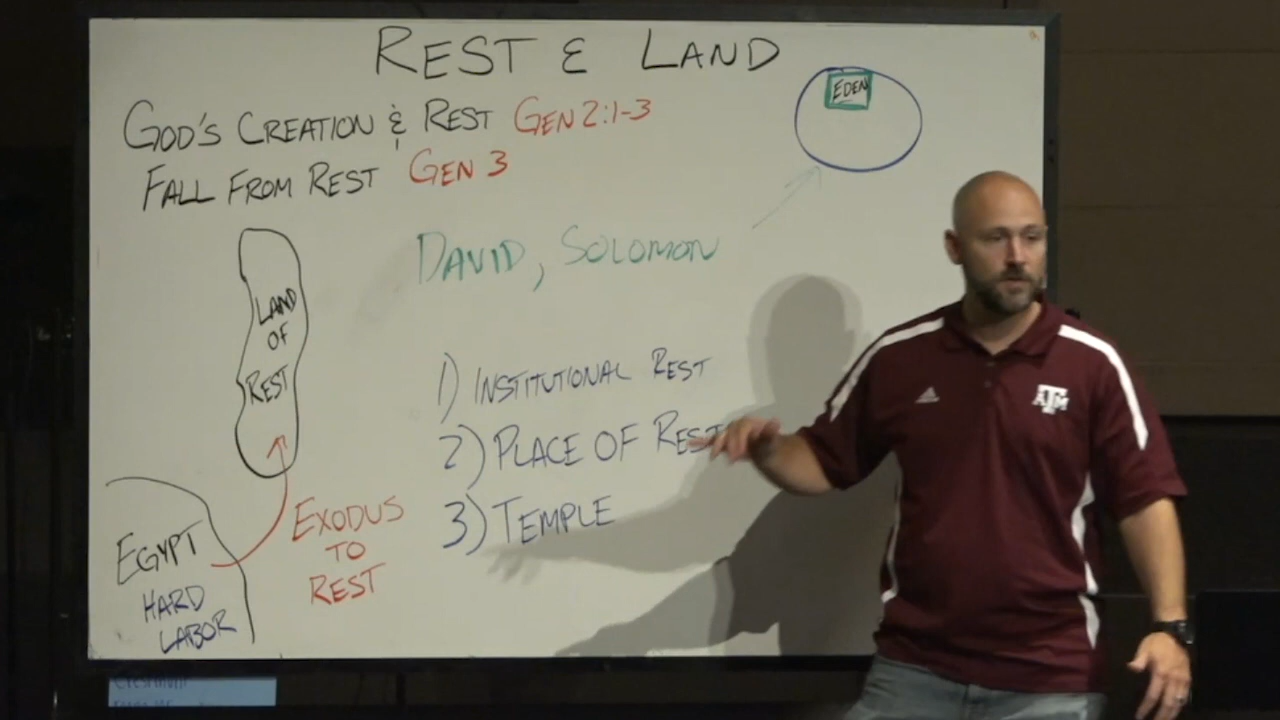 REST & LAND
EDEN
GOD'S CREATION & REST GEN 2:1-3
FALL FROM REST GEN 3
DAVID, SOLOMON
LAND
OF
REST
1) INSTITUTIONAL REST
2) PLACE OF REST
3) TEMPLE
EXODUS
TO
REST
EGYPT
HARD
LABOR
ATM